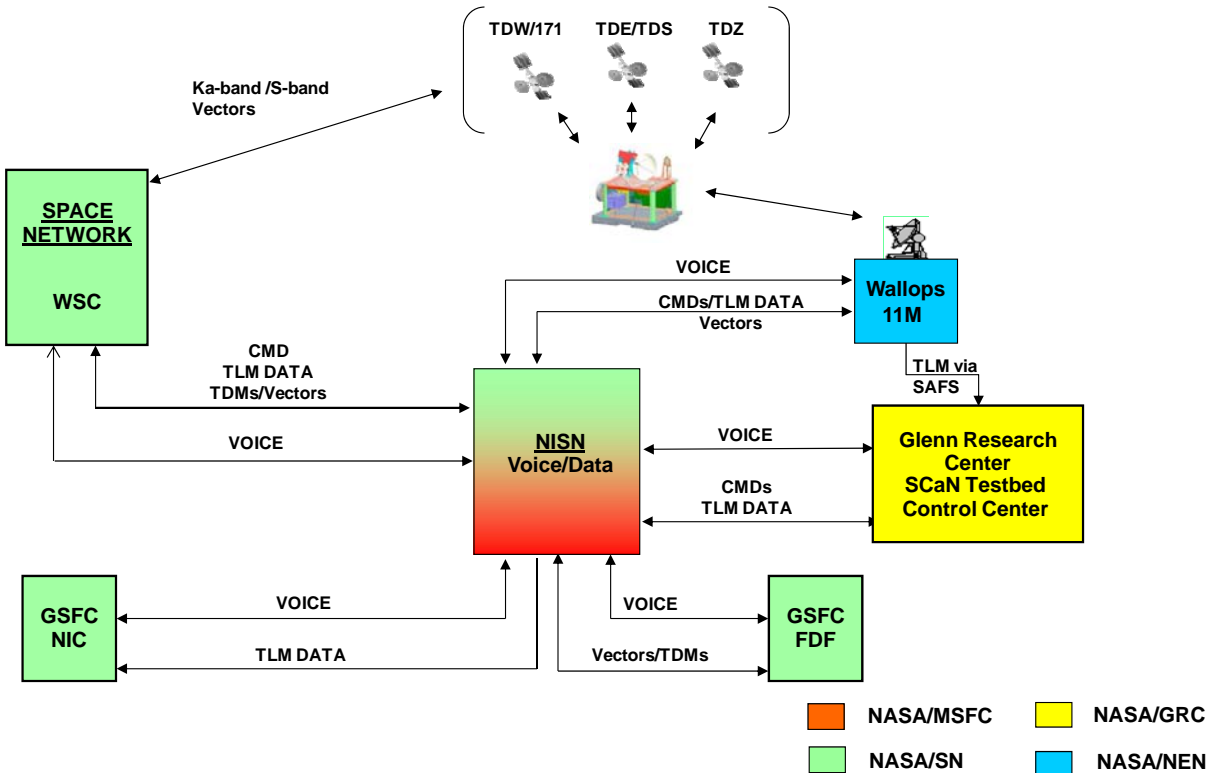 TDW/171
TDE/TDS
TDZ
Ka-band /S-band
Vectors
SPACE
NETWORK
WSC
VOICE
CMDs/TLM DATA
Vectors
Wallops
11M
TLM via
SAFS
CMD
TLM DATA
TDMs/Vectors
VOICE
NISN
Voice/Data
VOICE
CMDs
TLM DATA
Glenn Research
Center
SCaN Testbed
Control Center
GSFC
NIC
VOICE
TLM DATA
VOICE
Vectors/TDMs
GSFC
FDF
NASA/MSFC
NASA/GRC
NASA/SN
NASA/NEN